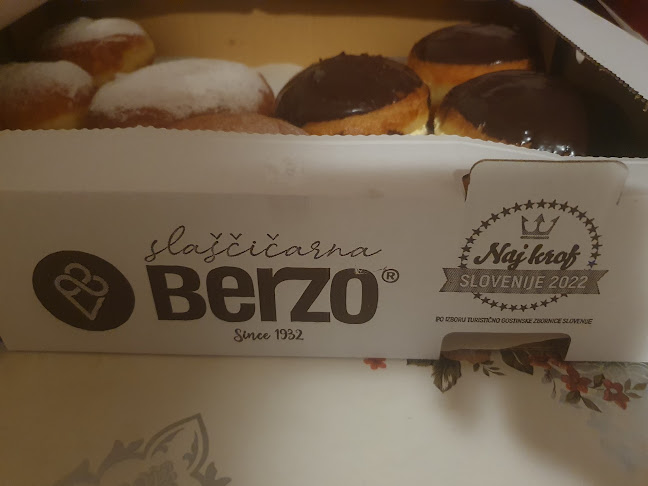 slaščičarna
Berzo®
Since 1932
Naj krof
SLOVENIJE 2022
PO IZBORU TURISTIČNO GOSTINSKE ZBORNICE SLOVENIJE